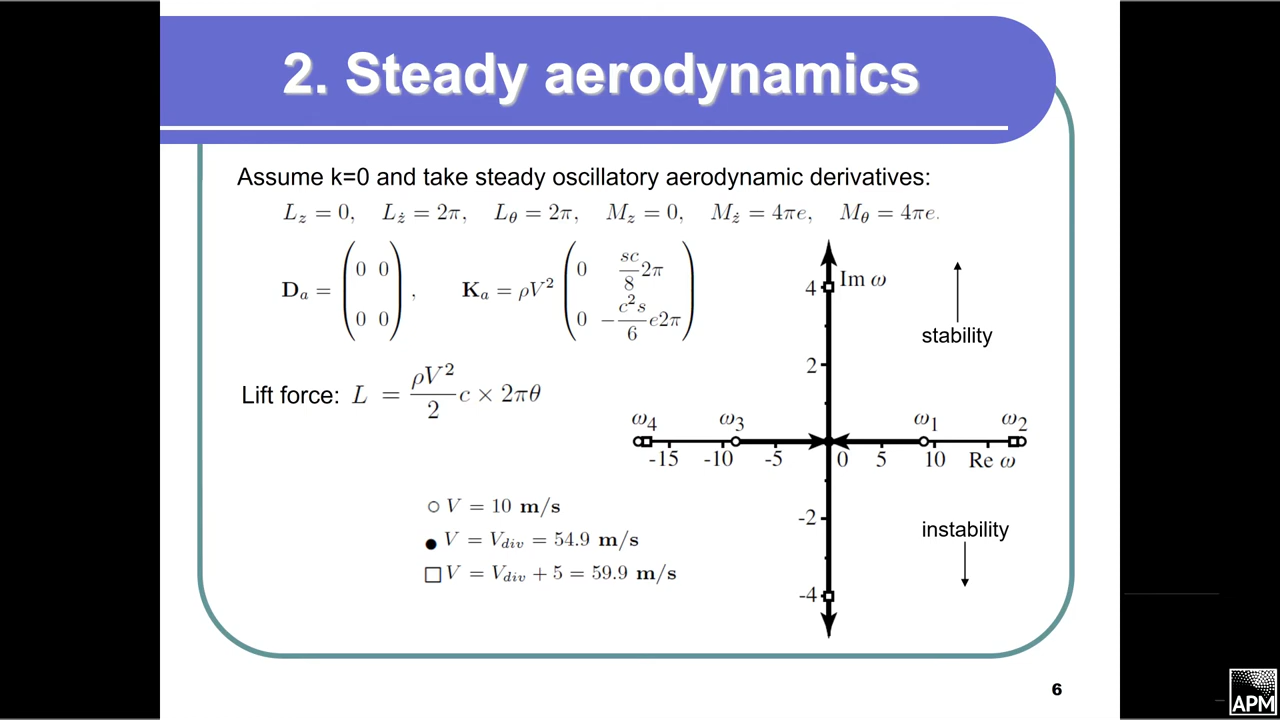 2. Steady aerodynamics
Assume k=0 and take steady oscillatory aerodynamic derivatives:
L_z = 0, L_ż = 2π, L_θ = 2π, M_z = 0, M_ż = 4πe, M_θ = 4πe.
D_a = (0 0; 0 0), K_a = ρV² (0 sc/8 2π; 0 −c²s/6 e2π)
Lift force: L = ρV²/2 c × 2πθ
4
Im ω
2
stability
ω4 ω3 ω1 ω2
-15 -10 -5 0 5 10 Re ω
-2
instability
-4
V = 10 m/s
V = V_div = 54.9 m/s
V = V_div + 5 = 59.9 m/s
6
APM